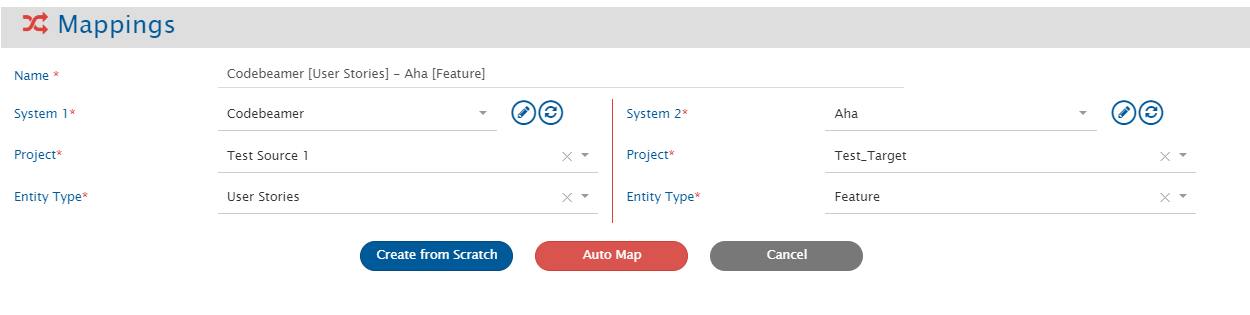 Mappings
Name * Codebeamer [User Stories] – Aha [Feature]
System 1* Codebeamer System 2* Aha
Project* Test Source 1 Project* Test_Target
Entity Type* User Stories Entity Type* Feature
Create from Scratch Auto Map Cancel